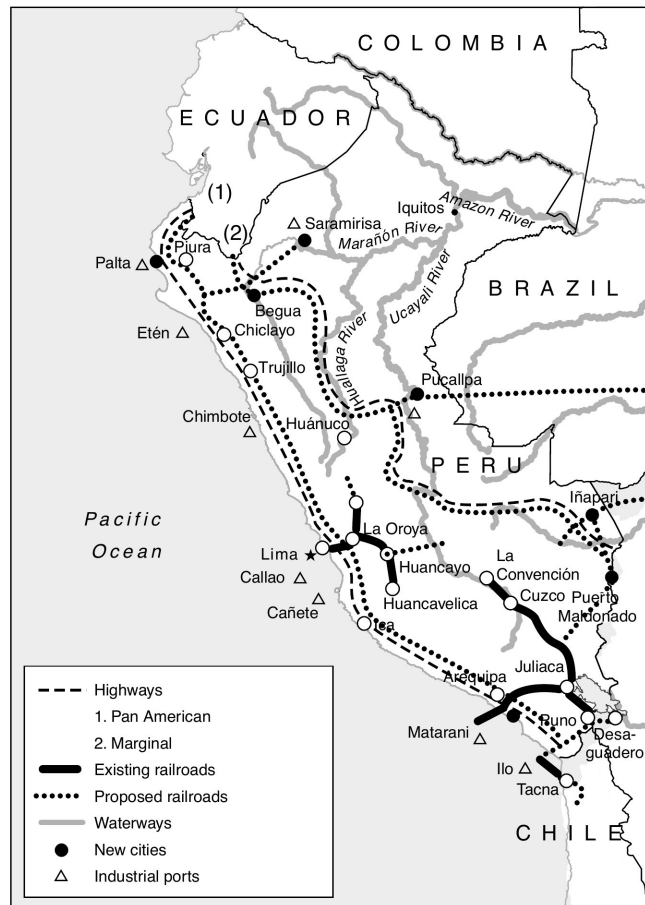 COLOMBIA
ECUADOR
(1)
(2)
Saramirisa
Iquitos
Amazon River
Marañón River
Piura
Palta
Ucayali River
BRAZIL
Begua
Etén
Chiclayo
Huallaga River
Trujillo
Pucallpa
Chimbote
Huánuco
PERU
Iñapari
Pacific
Ocean
La Oroya
Lima
Huancayo
La
Convención
Callao
Huancavelica
Cuzco
Puerto
Maldonado
Cañete
Ica
Juliaca
Arequipa
Matarani
Puno
Desa-
guadero
Ilo
Tacna
CHILE
Highways
1. Pan American
2. Marginal
Existing railroads
Proposed railroads
Waterways
New cities
Industrial ports